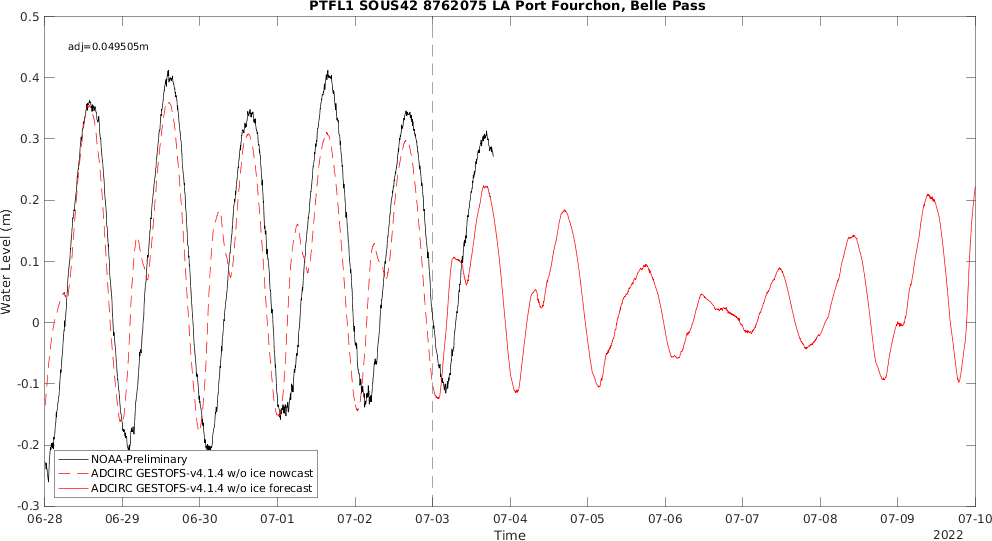 PTFL1 SOUS42 8762075 LA Port Fourchon, Belle Pass
adj=0.049505m
Water Level (m)
0.5
0.4
0.3
0.2
0.1
0
-0.1
-0.2
-0.3
NOAA-Preliminary
ADCIRC GESTOFS-v4.1.4 w/o ice nowcast
ADCIRC GESTOFS-v4.1.4 w/o ice forecast
06-28 06-29 06-30 07-01 07-02 07-03 07-04 07-05 07-06 07-07 07-08 07-09 07-10
Time
2022